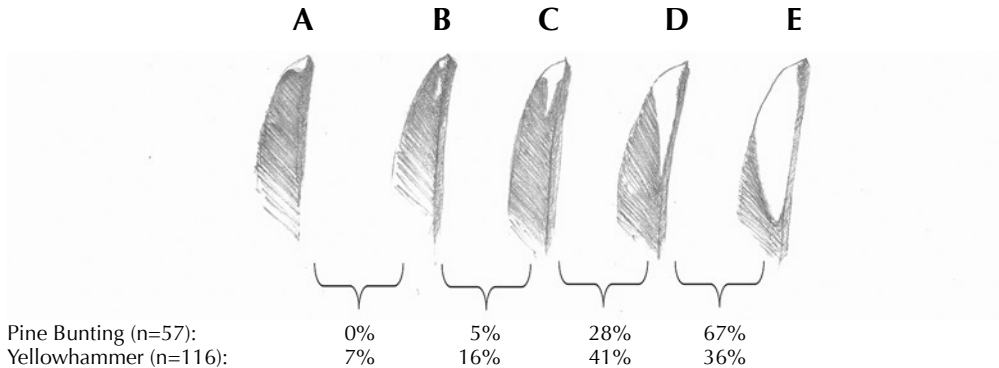 A B C D E
Pine Bunting (n=57): 0% 5% 28% 67%
Yellowhammer (n=116): 7% 16% 41% 36%